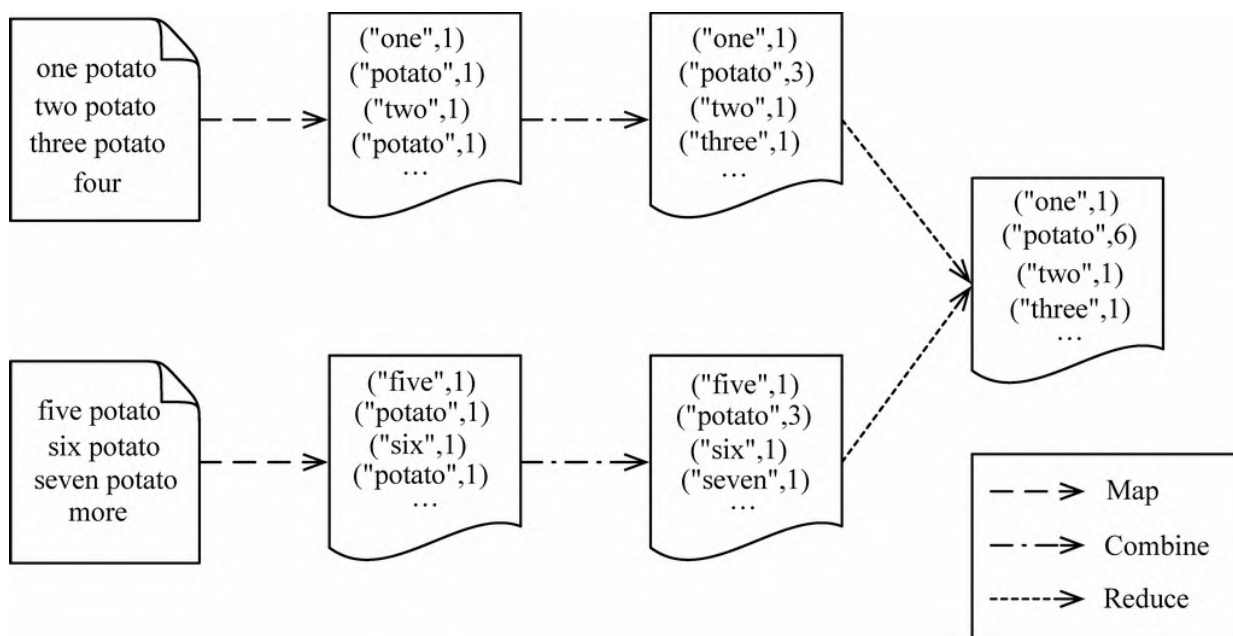 one potato
two potato
three potato
four
("one",1)
("potato",1)
("two",1)
("potato",1)
...
("one",1)
("potato",3)
("two",1)
("three",1)
...
five potato
six potato
seven potato
more
("five",1)
("potato",1)
("six",1)
("potato",1)
...
("five",1)
("potato",3)
("six",1)
("seven",1)
...
("one",1)
("potato",6)
("two",1)
("three",1)
...
Map
Combine
Reduce